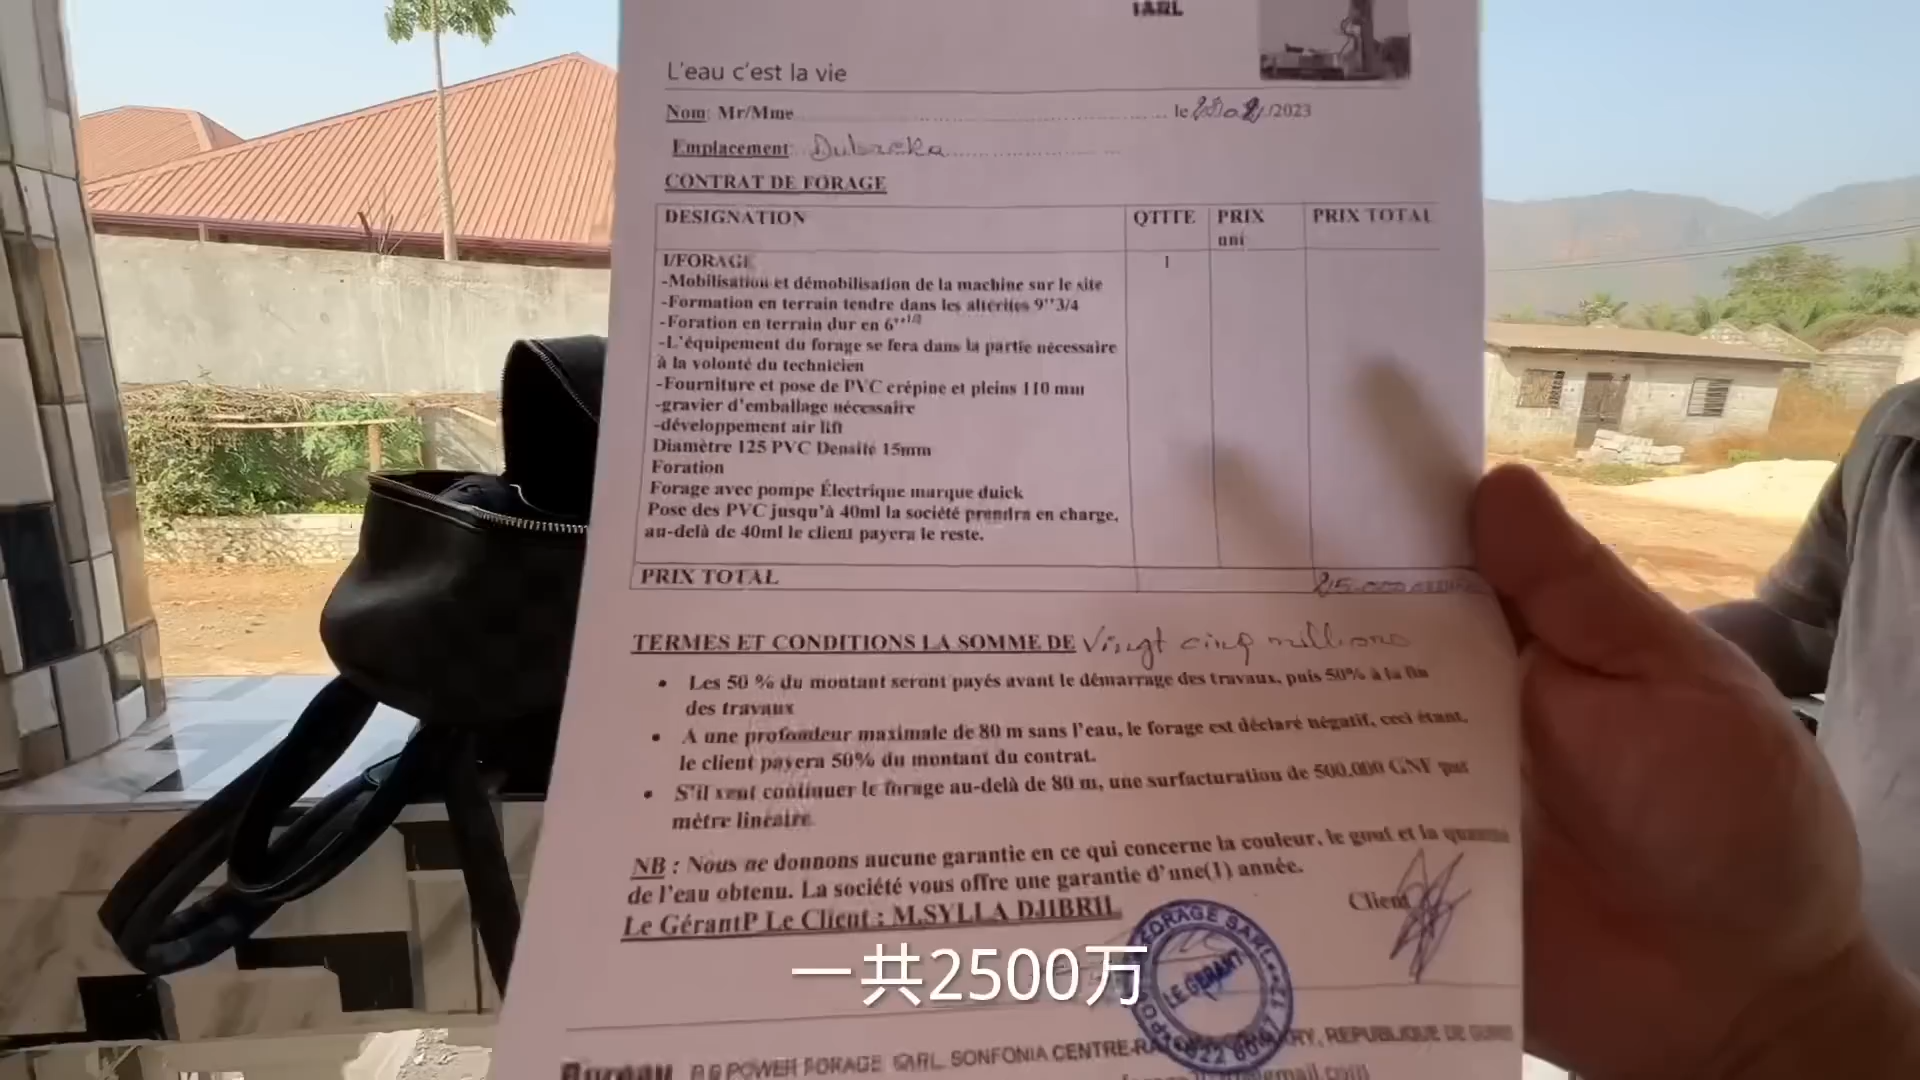 SARL
L'eau c'est la vie
Nom: Mr/Mme le /2023
Emplacement: Dubreka
CONTRAT DE FORAGE
DESIGNATION QTITE PRIX uni PRIX TOTAL
I/FORAGE 1
-Mobilisation et démobilisation de la machine sur le site
-Formation en terrain tendre dans les altérites 9''3/4
-Foration en terrain dur en 6''1/2
-L'équipement du forage se fera dans la partie nécessaire
à la volonté du technicien
-Fourniture et pose de PVC crépine et pleins 110 mm
-gravier d'emballage nécessaire
-développement air lift
Diamètre 125 PVC Densité 15mm
Foration
Forage avec pompe Électrique marque duick
Pose des PVC jusqu'à 40ml la société prendra en charge,
au-delà de 40ml le client payera le reste.
PRIX TOTAL
TERMES ET CONDITIONS LA SOMME DE Vingt cinq millions
Les 50 % du montant seront payés avant le démarrage des travaux, puis 50% à la fin
des travaux
A une profondeur maximale de 80 m sans l'eau, le forage est déclaré négatif, ceci étant,
le client payera 50% du montant du contrat.
S'il veut continuer le forage au-delà de 80 m, une surfacturation de 500.000 GNF par
mètre linéaire
NB : Nous ne donnons aucune garantie en ce qui concerne la couleur, le gout et la
de l'eau obtenu. La société vous offre une garantie d'une(1) année.
Le GérantP Le Client : M.SYLLA DJIBRIL
Client
FORAGE SARL
LE GERANT
一共2500万
Bureau POWER FORAGE SARL, SONFONIA CENTRE REPUBLIQUE DE